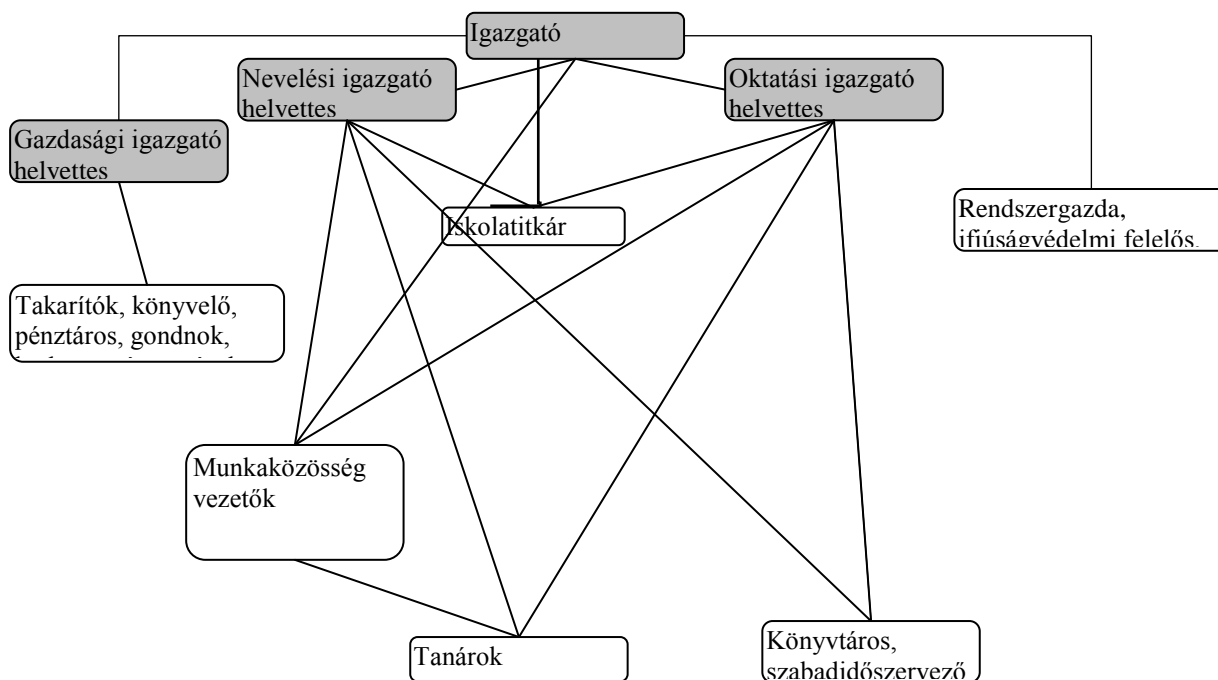 Igazgató
Nevelési igazgató
helvettes
Oktatási igazgató
helvettes
Gazdasági igazgató
helvettes
Iskolatitkár
Rendszergazda,
ifjúságvédelmi felelős,
Takarítók, könyvelő,
pénztáros, gondnok,
Munkaközösség
vezetők
Tanárok
Könyvtáros,
szabadidőszervező